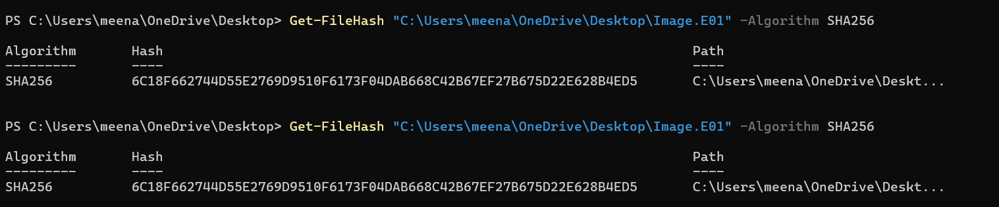 PS C:\Users\meena\OneDrive\Desktop> Get-FileHash "C:\Users\meena\OneDrive\Desktop\Image.E01" -Algorithm SHA256
Algorithm       Hash                                                                   Path
---------       ----                                                                   ----
SHA256          6C18F662744D55E2769D9510F6173F04DAB668C42B67EF27B675D22E628B4ED5       C:\Users\meena\OneDrive\Deskt...
PS C:\Users\meena\OneDrive\Desktop> Get-FileHash "C:\Users\meena\OneDrive\Desktop\Image.E01" -Algorithm SHA256
Algorithm       Hash                                                                   Path
---------       ----                                                                   ----
SHA256          6C18F662744D55E2769D9510F6173F04DAB668C42B67EF27B675D22E628B4ED5       C:\Users\meena\OneDrive\Deskt...